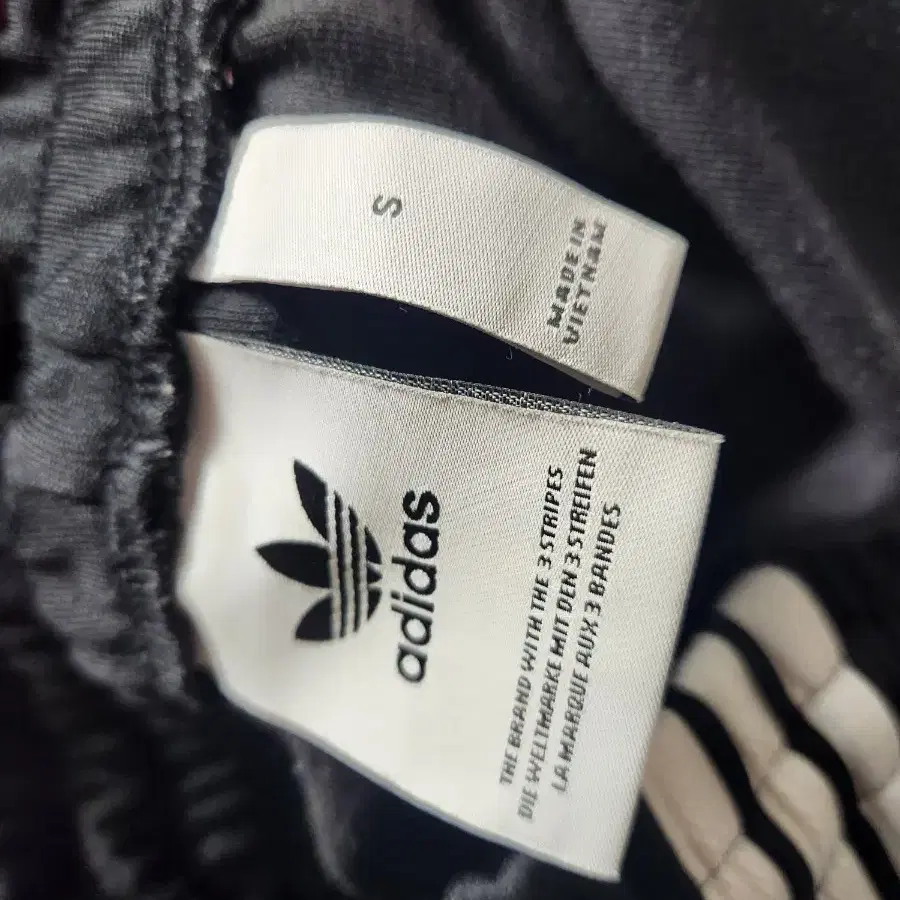 S
MADE IN
VIETNAM
adidas
THE BRAND WITH THE 3 STRIPES
DIE WELTMARKE MIT DEN 3 STREIFEN
LA MARQUE AUX 3 BANDES